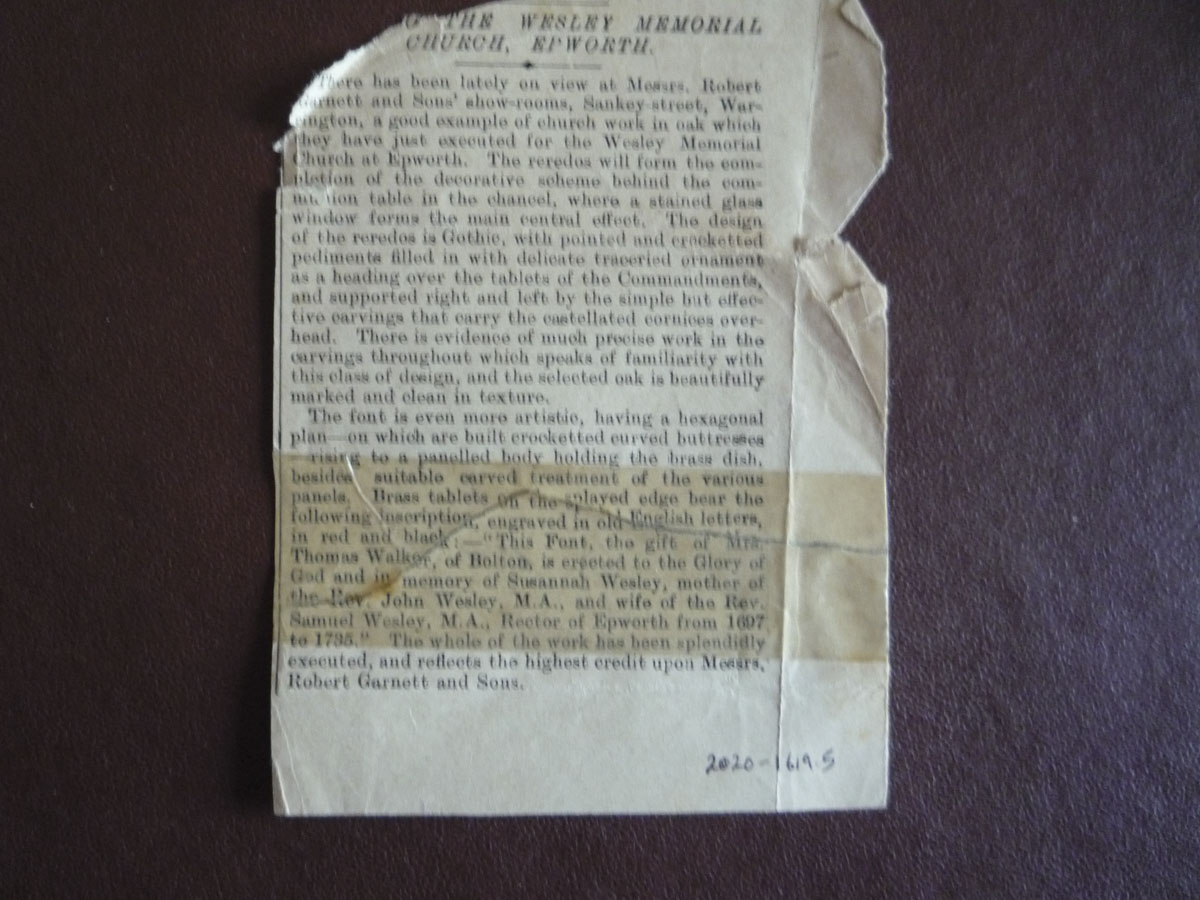 THE WESLEY MEMORIAL
CHURCH, EPWORTH.
There has been lately on view at Messrs. Robert
Garnett and Sons' show-rooms, Sankey-street, War-
ington, a good example of church work in oak which
they have just executed for the Wesley Memorial
Church at Epworth. The reredos will form the com-
pletion of the decorative scheme behind the com-
munion table in the chancel, where a stained glass
window forms the main central effect. The design
of the reredos is Gothic, with pointed and crocketted
pediments filled in with delicate traceried ornament
as a heading over the tablets of the Commandments,
and supported right and left by the simple but effec-
tive carvings that carry the castellated cornices over-
head. There is evidence of much precise work in the
carvings throughout which speaks of familiarity with
this class of design, and the selected oak is beautifully
marked and clean in texture.
The font is even more artistic, having a hexagonal
plan—on which are built crocketted curved buttresses
—rising to a panelled body holding the brass dish,
besides suitable carved treatment of the various
panels. Brass tablets on the splayed edge bear the
following inscription, engraved in old English letters,
in red and black:—"This Font, the gift of Mrs.
Thomas Walker, of Bolton, is erected to the Glory of
God and in memory of Susannah Wesley, mother of
the Rev. John Wesley, M.A., and wife of the Rev.
Samuel Wesley, M.A., Rector of Epworth from 1697
to 1735." The whole of the work has been splendidly
executed, and reflects the highest credit upon Messrs.
Robert Garnett and Sons.
2020-1619.5